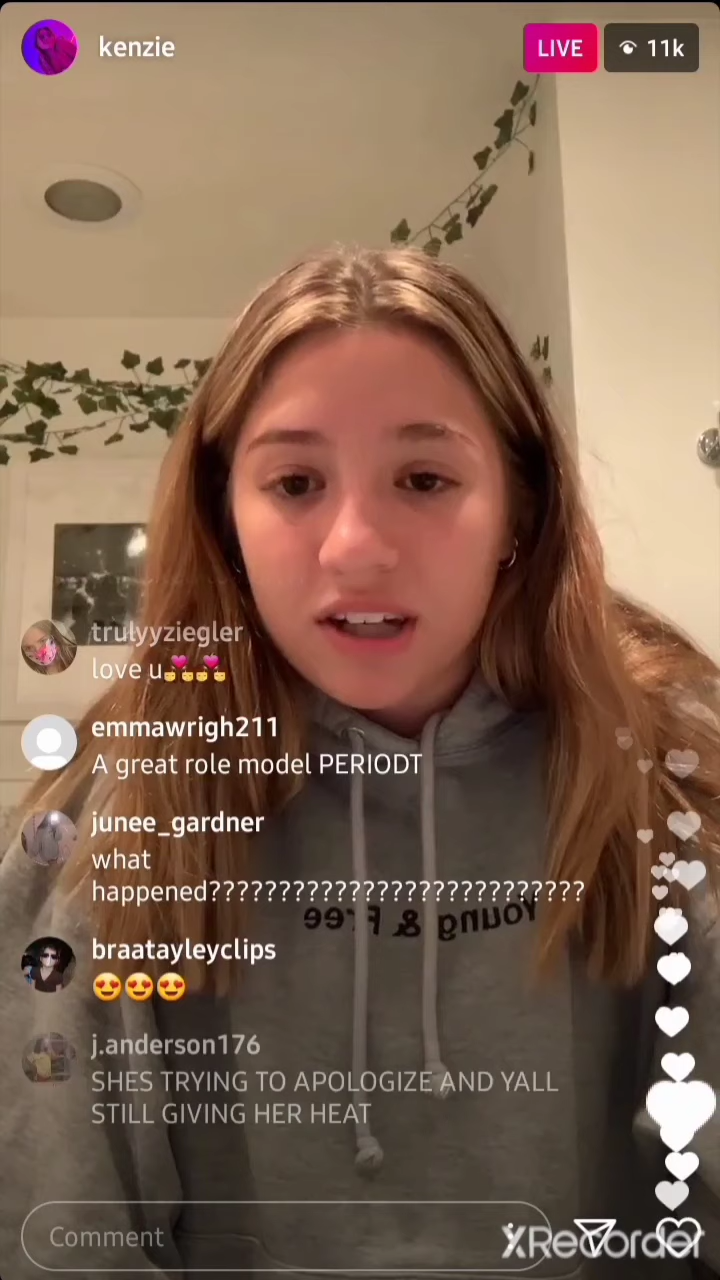 kenzie
LIVE
11k
trulyyziegler
love u💑💑
emmawrigh211
A great role model PERIODT
junee_gardner
what
happened???????????????????????????
Young & Free
braatayleyclips
😍😍😍
j.anderson176
SHES TRYING TO APOLOGIZE AND YALL
STILL GIVING HER HEAT
Comment
XRecorder